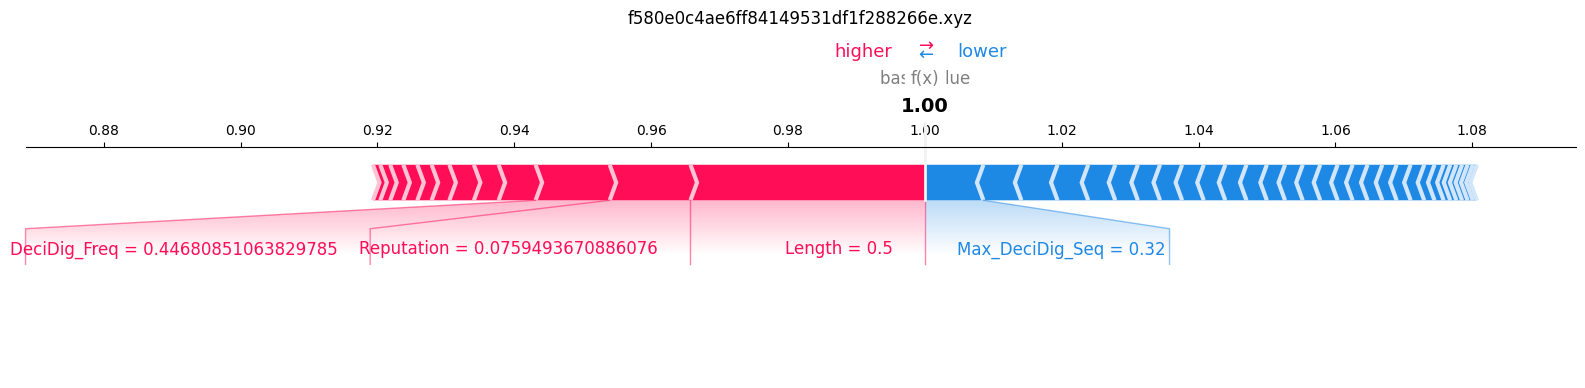 f580e0c4ae6ff84149531df1f288266e.xyz
higher ⇄ lower
f(x)
1.00
0.88 0.90 0.92 0.94 0.96 0.98 1.00 1.02 1.04 1.06 1.08
DeciDig_Freq = 0.44680851063829785 Reputation = 0.0759493670886076 Length = 0.5 Max_DeciDig_Seq = 0.32